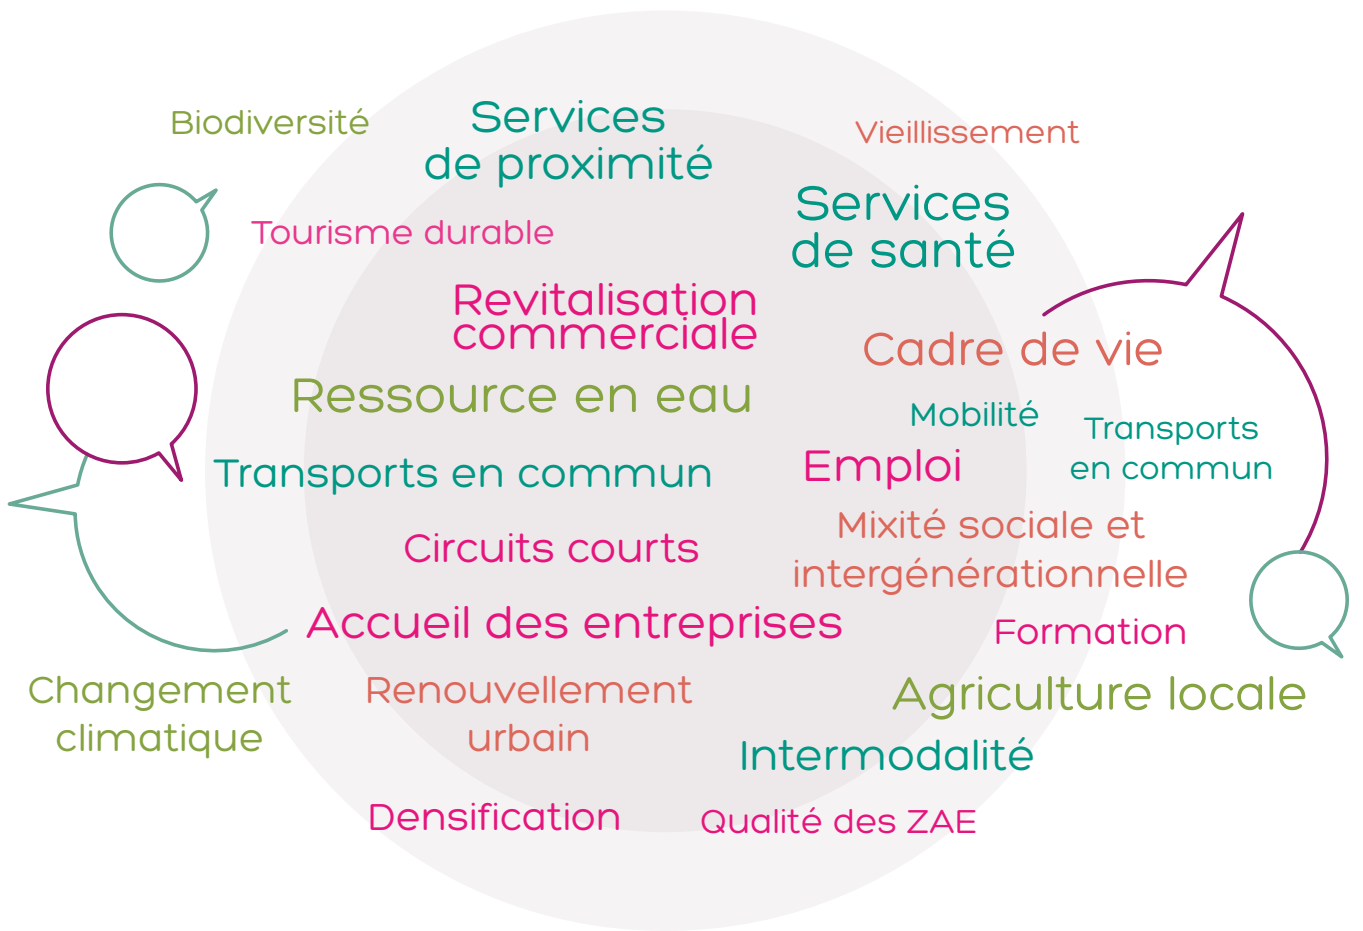 Biodiversité
Services
de proximité
Vieillissement
Services
de santé
Tourisme durable
Revitalisation
commerciale
Cadre de vie
Ressource en eau
Mobilité
Transports
en commun
Emploi
Transports en commun
Mixité sociale et
intergénérationnelle
Circuits courts
Accueil des entreprises
Formation
Changement
climatique
Renouvellement
urbain
Agriculture locale
Intermodalité
Densification
Qualité des ZAE